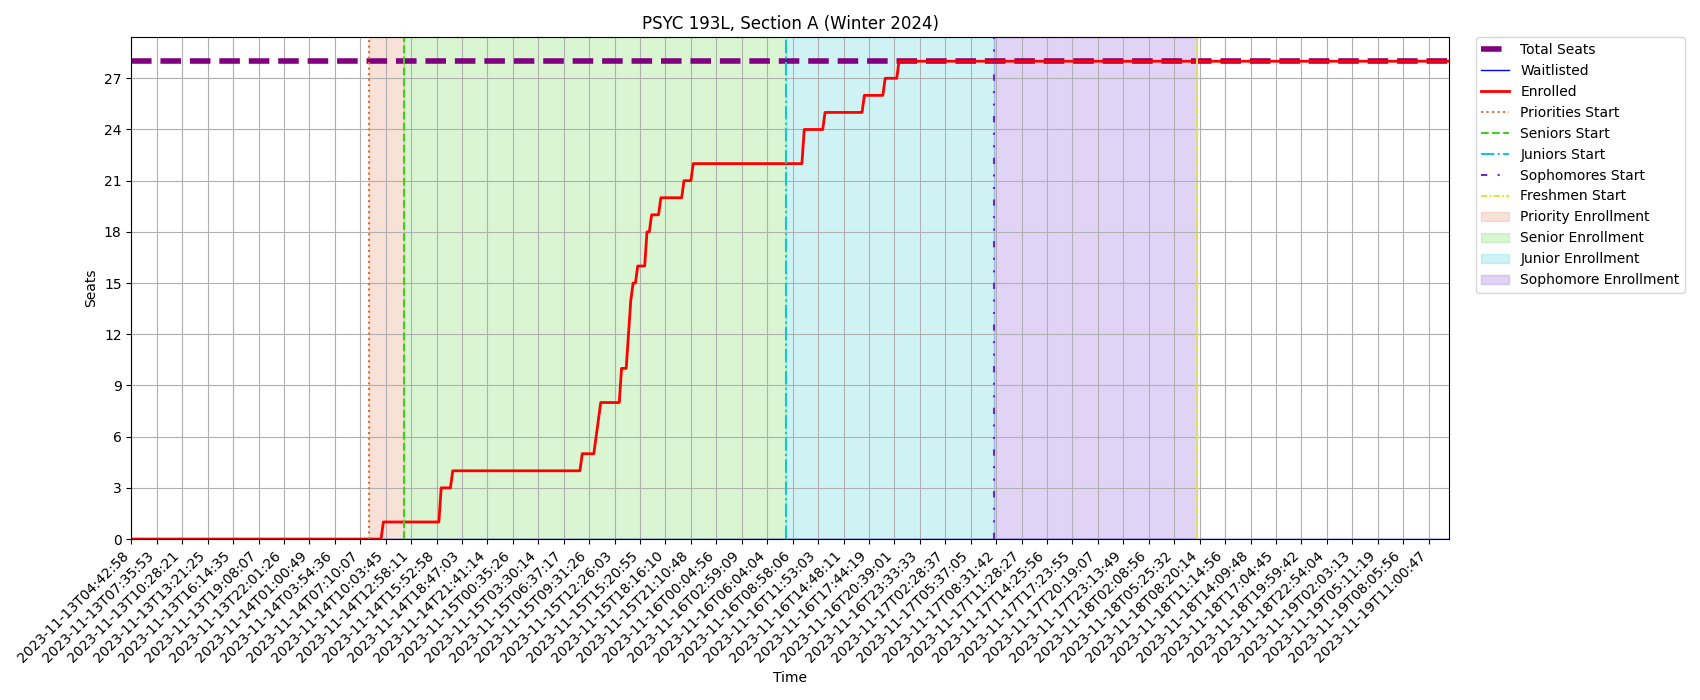 PSYC 193L, Section A (Winter 2024)
Seats
27
24
21
18
15
12
9
6
3
0
2023-11-13T04:42:58
2023-11-13T07:35:53
2023-11-13T10:28:21
2023-11-13T13:21:25
2023-11-13T16:14:35
2023-11-13T19:08:07
2023-11-13T22:01:26
2023-11-14T01:00:49
2023-11-14T03:54:36
2023-11-14T07:10:07
2023-11-14T10:03:45
2023-11-14T12:58:11
2023-11-14T15:52:58
2023-11-14T18:47:03
2023-11-14T21:41:14
2023-11-15T00:35:26
2023-11-15T03:30:14
2023-11-15T06:37:17
2023-11-15T09:31:26
2023-11-15T12:26:03
2023-11-15T15:20:55
2023-11-15T18:16:10
2023-11-15T21:10:48
2023-11-16T00:04:56
2023-11-16T02:59:09
2023-11-16T06:04:04
2023-11-16T08:58:06
2023-11-16T11:53:03
2023-11-16T14:48:11
2023-11-16T17:44:19
2023-11-16T20:39:01
2023-11-16T23:33:33
2023-11-17T02:28:37
2023-11-17T05:37:05
2023-11-17T08:31:42
2023-11-17T11:28:27
2023-11-17T14:25:56
2023-11-17T17:23:55
2023-11-17T20:19:07
2023-11-17T23:13:49
2023-11-18T02:08:56
2023-11-18T05:25:32
2023-11-18T08:20:14
2023-11-18T11:14:56
2023-11-18T14:09:48
2023-11-18T17:04:45
2023-11-18T19:59:42
2023-11-18T22:54:04
2023-11-19T02:03:13
2023-11-19T05:11:19
2023-11-19T08:05:56
2023-11-19T11:00:47
Time
Total Seats
Waitlisted
Enrolled
Priorities Start
Seniors Start
Juniors Start
Sophomores Start
Freshmen Start
Priority Enrollment
Senior Enrollment
Junior Enrollment
Sophomore Enrollment